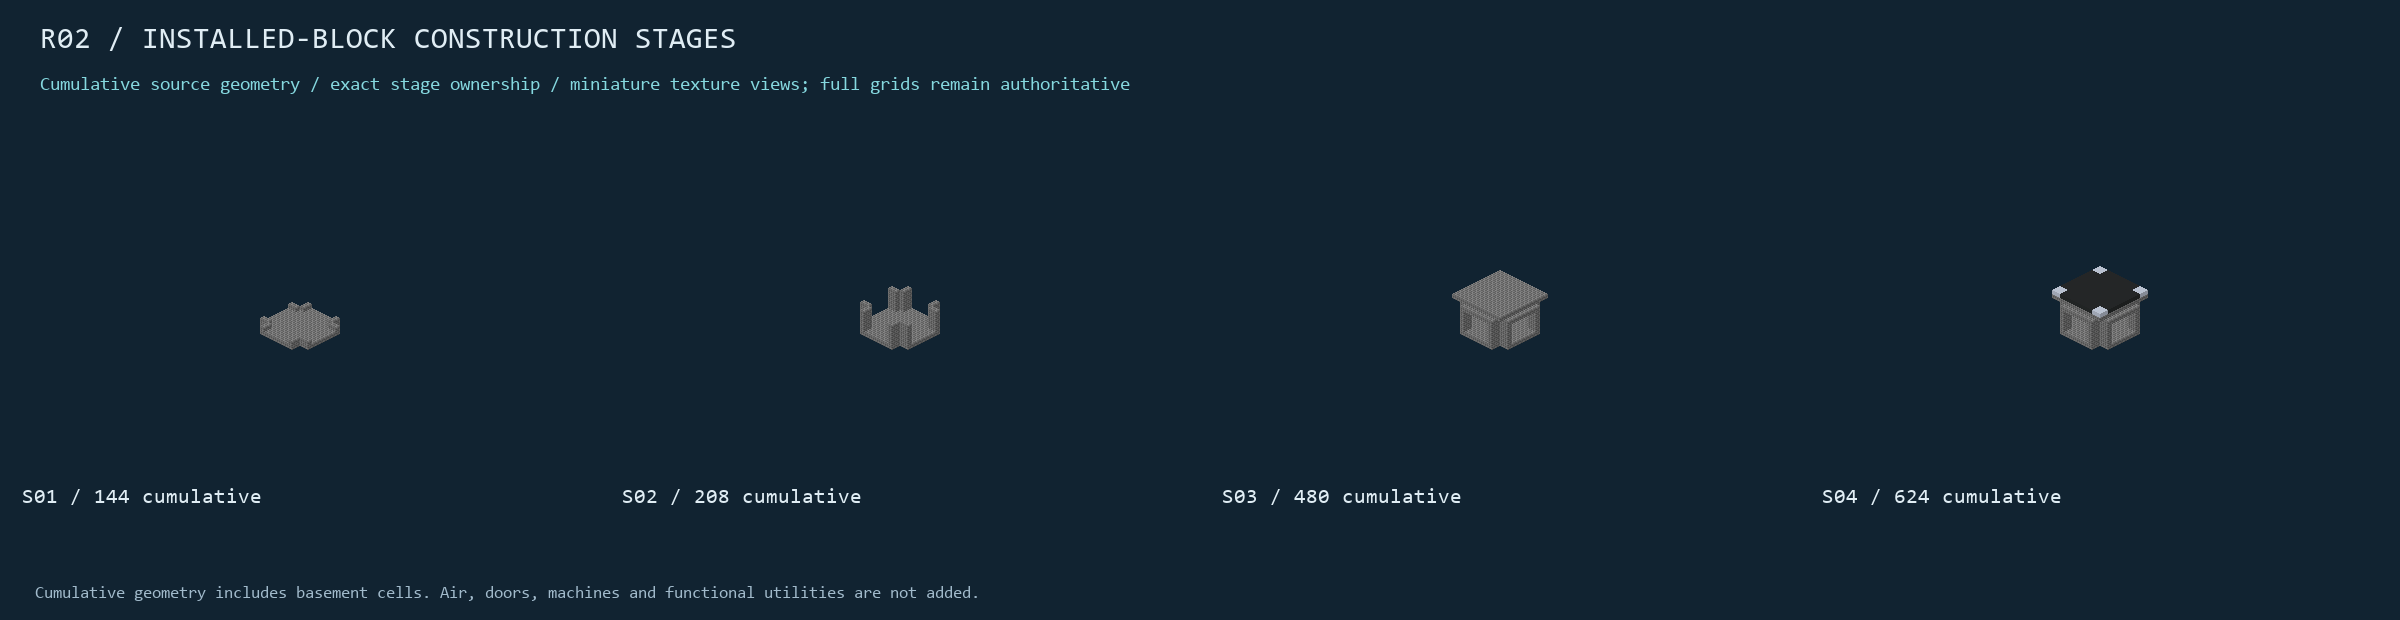 R02 / INSTALLED-BLOCK CONSTRUCTION STAGES
Cumulative source geometry / exact stage ownership / miniature texture views; full grids remain authoritative
S01 / 144 cumulative
S02 / 208 cumulative
S03 / 480 cumulative
S04 / 624 cumulative
Cumulative geometry includes basement cells. Air, doors, machines and functional utilities are not added.